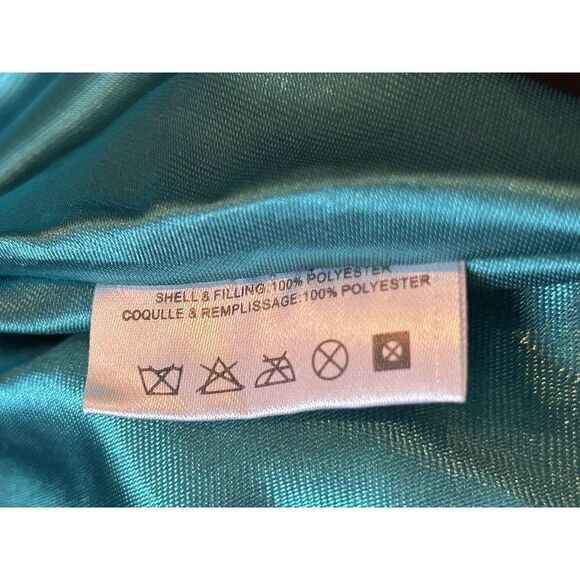 SHELL & FILLING:100% POLYESTER
COQULLE & REMPLISSAGE:100% POLYESTER